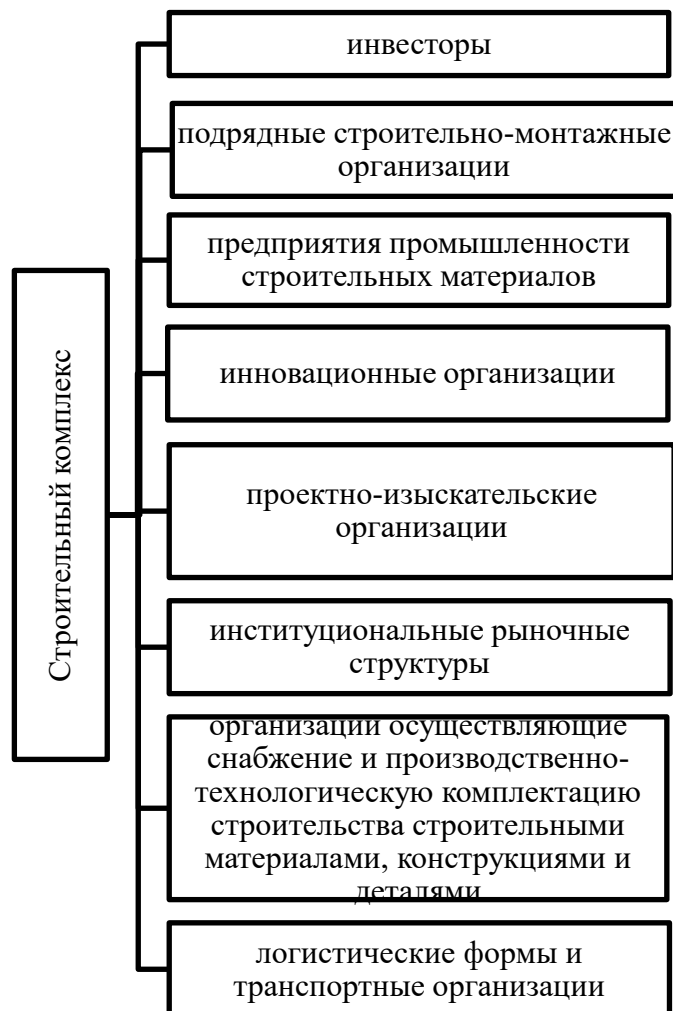 Строительный комплекс
инвесторы
подрядные строительно-монтажные
организации
предприятия промышленности
строительных материалов
инновационные организации
проектно-изыскательские
организации
институциональные рыночные
структуры
организации осуществляющие
снабжение и производственно-
технологическую комплектацию
строительства строительными
материалами, конструкциями и
деталями
логистические формы и
транспортные организации